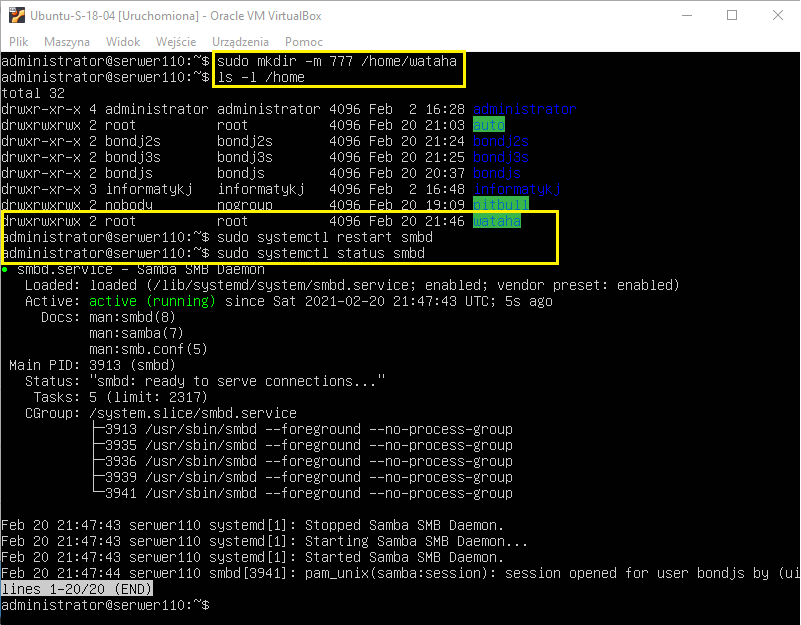 Ubuntu-S-18-04 [Uruchomiona] - Oracle VM VirtualBox
Plik Maszyna Widok Wejście Urządzenia Pomoc
administrator@serwer110:~$ sudo mkdir -m 777 /home/wataha
administrator@serwer110:~$ ls -l /home
total 32
drwxr-xr-x 4 administrator administrator 4096 Feb  2 16:28 administrator
drwxrwxrwx 2 root          root          4096 Feb 20 21:03 auto
drwxr-xr-x 2 bondj2s       bondj2s       4096 Feb 20 21:24 bondj2s
drwxr-xr-x 2 bondj3s       bondj3s       4096 Feb 20 21:25 bondj3s
drwxr-xr-x 2 bondjs        bondjs        4096 Feb 20 20:37 bondjs
drwxr-xr-x 3 informatykj   informatykj   4096 Feb  2 16:48 informatykj
drwxrwxrwx 2 nobody        nogroup       4096 Feb 20 19:09 pitbull
drwxrwxrwx 2 root          root          4096 Feb 20 21:46 wataha
administrator@serwer110:~$ sudo systemctl restart smbd
administrator@serwer110:~$ sudo systemctl status smbd
● smbd.service - Samba SMB Daemon
   Loaded: loaded (/lib/systemd/system/smbd.service; enabled; vendor preset: enabled)
   Active: active (running) since Sat 2021-02-20 21:47:43 UTC; 5s ago
     Docs: man:smbd(8)
           man:samba(7)
           man:smb.conf(5)
 Main PID: 3913 (smbd)
   Status: "smbd: ready to serve connections..."
    Tasks: 5 (limit: 2317)
   CGroup: /system.slice/smbd.service
           ├─3913 /usr/sbin/smbd --foreground --no-process-group
           ├─3935 /usr/sbin/smbd --foreground --no-process-group
           ├─3936 /usr/sbin/smbd --foreground --no-process-group
           ├─3939 /usr/sbin/smbd --foreground --no-process-group
           └─3941 /usr/sbin/smbd --foreground --no-process-group
Feb 20 21:47:43 serwer110 systemd[1]: Stopped Samba SMB Daemon.
Feb 20 21:47:43 serwer110 systemd[1]: Starting Samba SMB Daemon...
Feb 20 21:47:43 serwer110 systemd[1]: Started Samba SMB Daemon.
Feb 20 21:47:44 serwer110 smbd[3941]: pam_unix(samba:session): session opened for user bondjs by (ui
lines 1-20/20 (END)
administrator@serwer110:~$